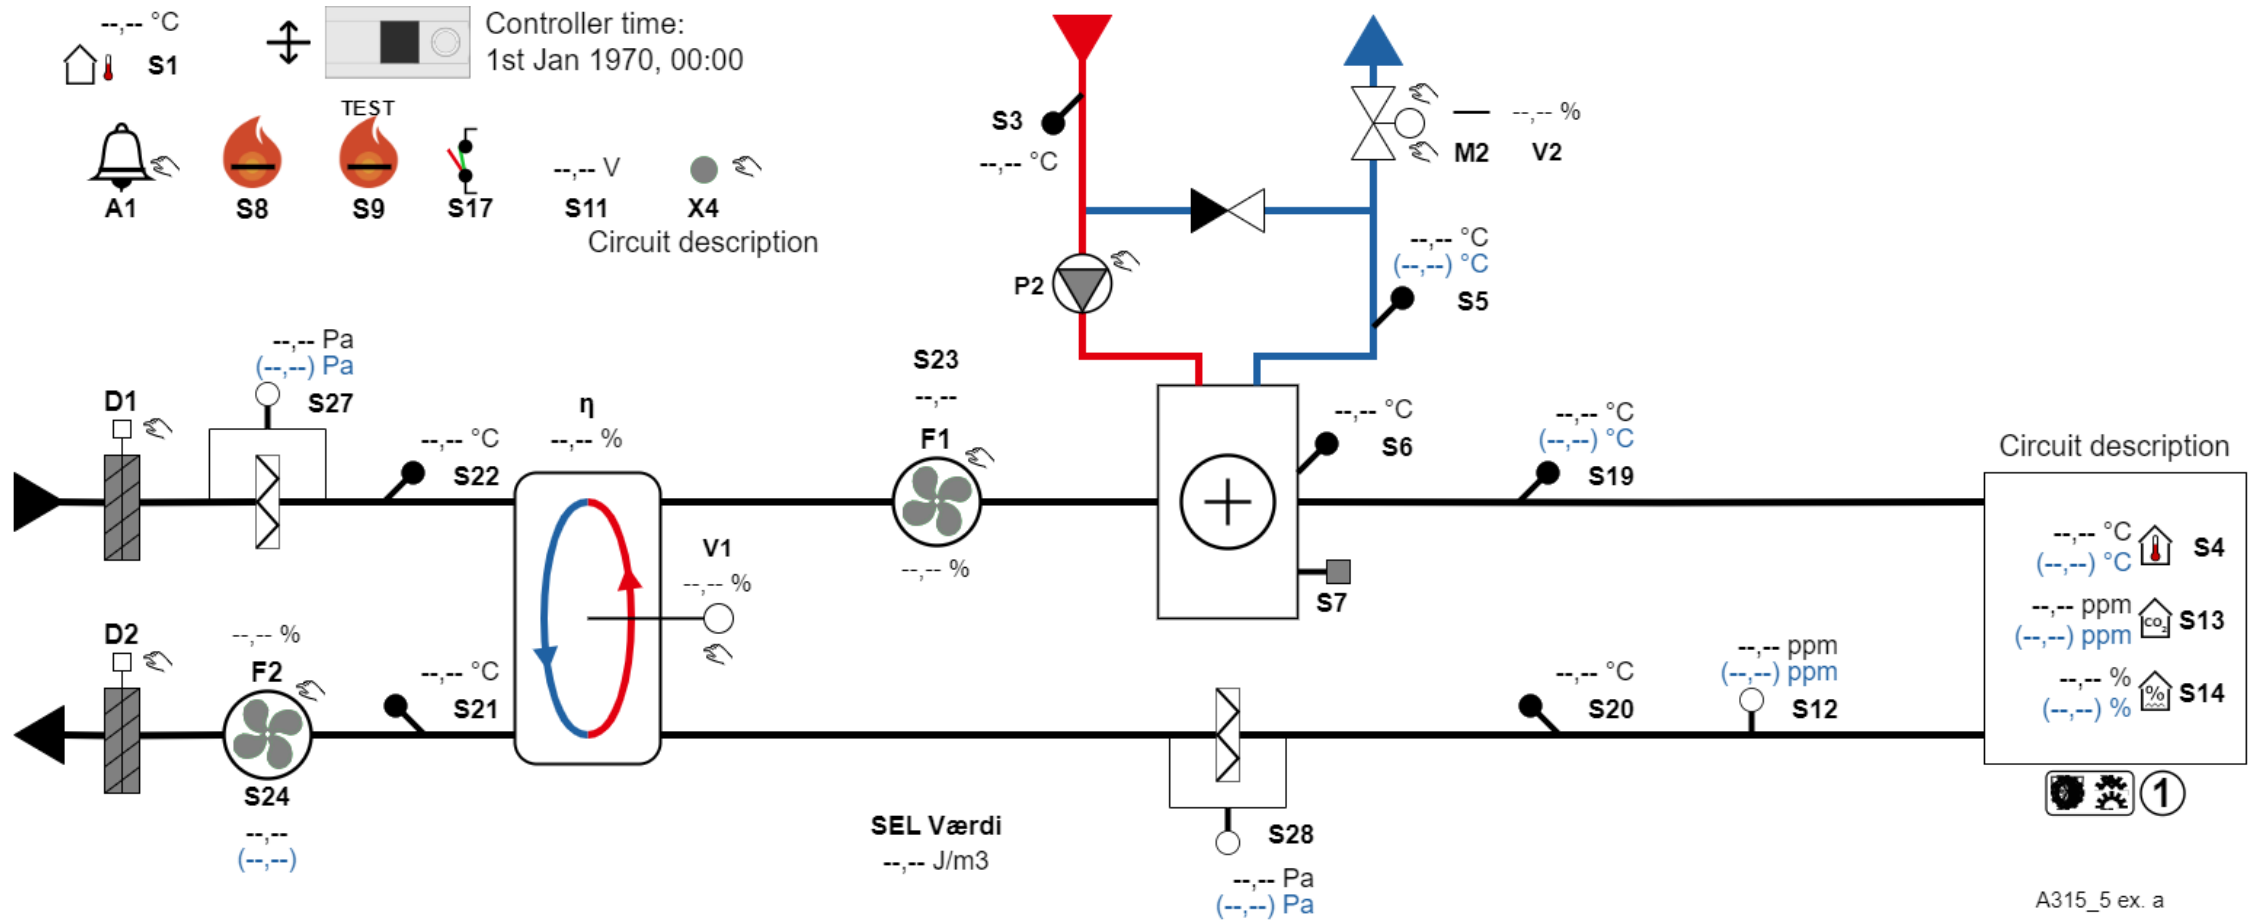 --,-- °C
S1
Controller time:
1st Jan 1970, 00:00
TEST
A1
S8
S9
S17
--,-- V
S11
X4
Circuit description
S3
--,-- °C
--,-- %
M2
V2
--,-- °C
(--,--) °C
S5
P2
--,-- Pa
(--,--) Pa
S27
D1
--,-- °C
S22
η
--,-- %
S23
--,--
F1
--,-- %
--,-- °C
S6
--,-- °C
(--,--) °C
S19
S7
V1
--,-- %
Circuit description
--,-- °C
(--,--) °C
S4
--,-- ppm
(--,--) ppm
CO2
S13
--,-- %
(--,--) %
%
S14
1
D2
--,-- %
F2
S24
--,--
(--,--)
--,-- °C
S21
--,-- °C
S20
--,-- ppm
(--,--) ppm
S12
SEL Værdi
--,-- J/m3
S28
--,-- Pa
(--,--) Pa
A315_5 ex. a